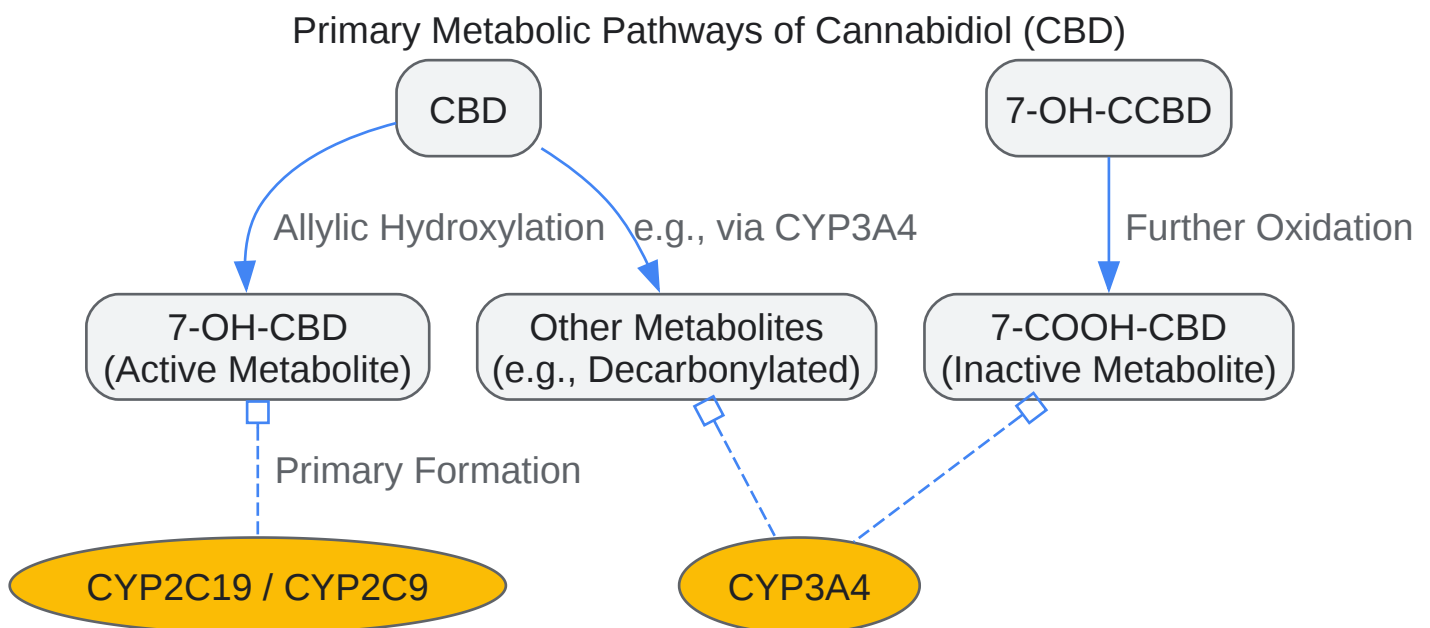 Primary Metabolic Pathways of Cannabidiol (CBD)
CBD
7-OH-CCBD
Allylic Hydroxylation
e.g., via CYP3A4
Further Oxidation
7-OH-CBD
(Active Metabolite)
Other Metabolites
(e.g., Decarbonylated)
7-COOH-CBD
(Inactive Metabolite)
Primary Formation
CYP2C19 / CYP2C9
CYP3A4